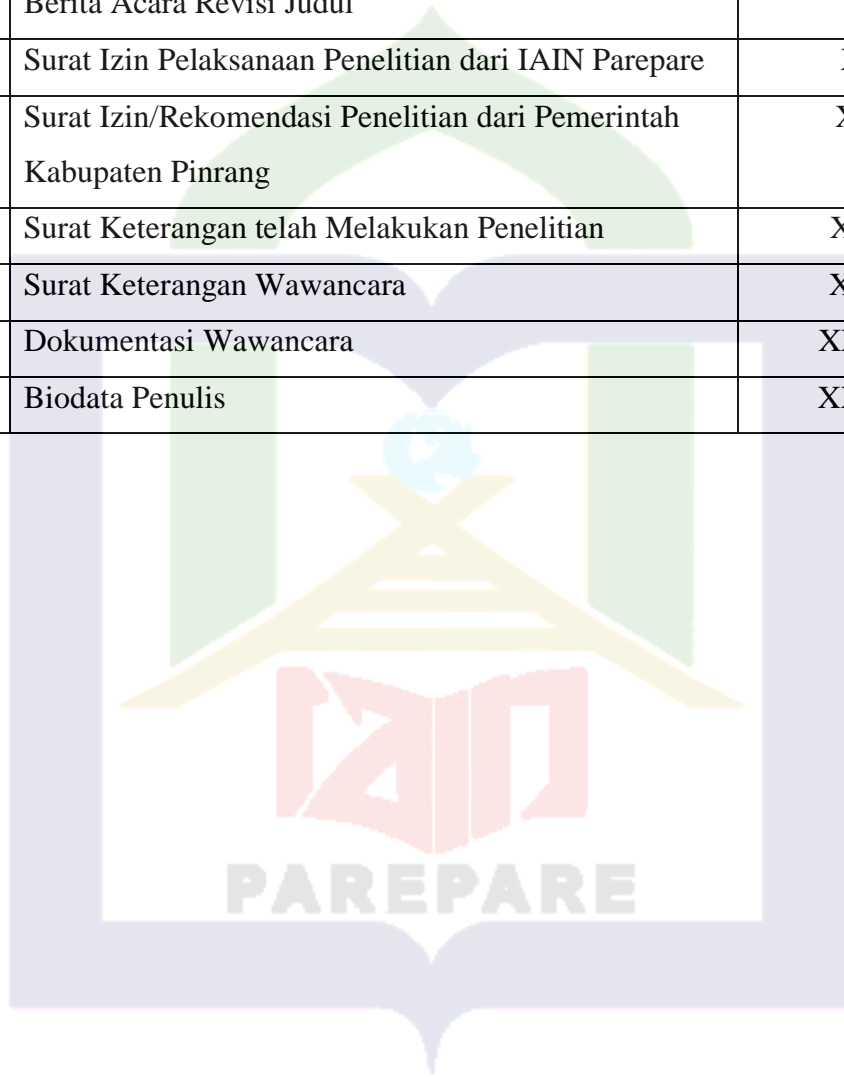 Berita Acara Revisi Judul
Surat Izin Pelaksanaan Penelitian dari IAIN Parepare
Surat Izin/Rekomendasi Penelitian dari Pemerintah
Kabupaten Pinrang
Surat Keterangan telah Melakukan Penelitian
Surat Keterangan Wawancara
Dokumentasi Wawancara
Biodata Penulis
iain
PAREPARE